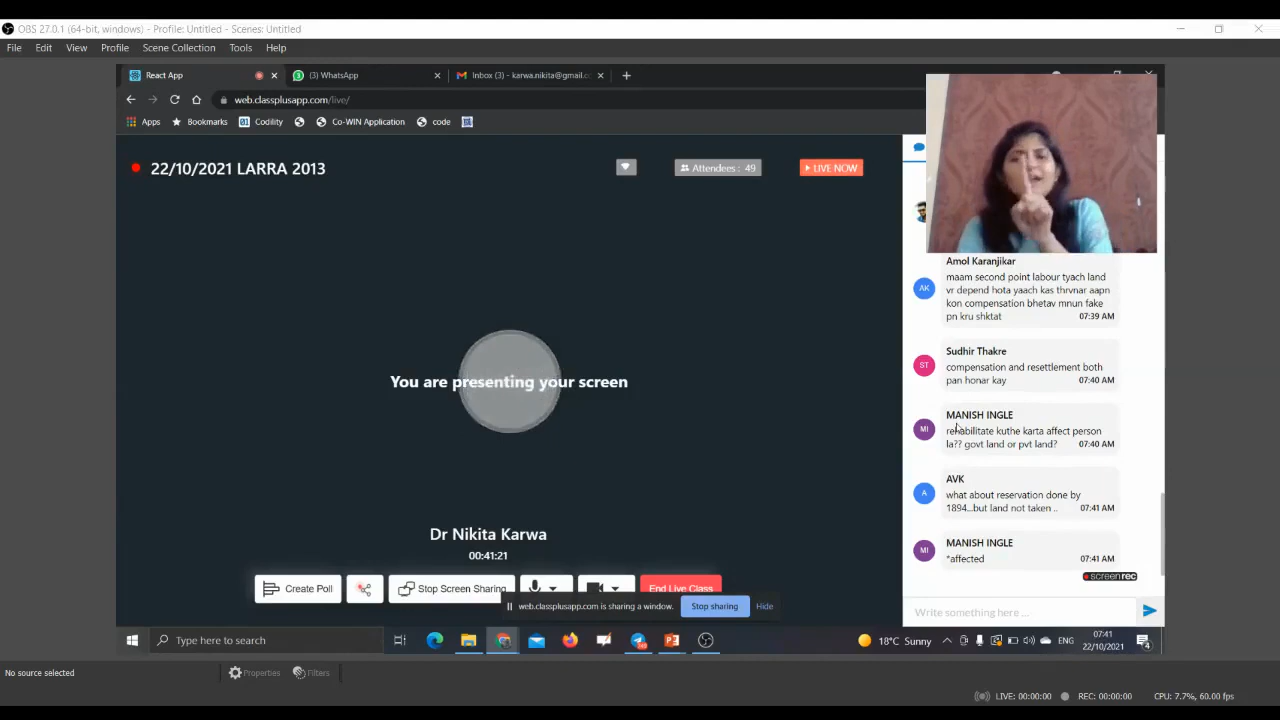 OBS 27.0.1 (64-bit, windows) - Profile: Untitled - Scenes: Untitled
File Edit View Profile Scene Collection Tools Help
React App
(3) WhatsApp
Inbox (3) - karwa.nikita@gmail.c
web.classplusapp.com/live/
Apps Bookmarks 01 Codility Co-WIN Application code
22/10/2021 LARRA 2013
Attendees : 49
LIVE NOW
You are presenting your screen
Dr Nikita Karwa
00:41:21
Create Poll
Stop Screen Sharing
End Live Class
web.classplusapp.com is sharing a window.
Stop sharing
Hide
Amol Karanjikar
AK
maam second point labour tyach land
vr depend hota yaach kas thrvnar aapn
kon compensation bhetav mnun fake
pn kru shktat
07:39 AM
Sudhir Thakre
ST
compensation and resettlement both
pan honar kay
07:40 AM
MANISH INGLE
MI
rehabilitate kuthe karta affect person
la?? govt land or pvt land?
07:40 AM
AVK
A
what about reservation done by
1894...but land not taken ..
07:41 AM
MANISH INGLE
MI
*affected
07:41 AM
screenrec
Write something here ...
Type here to search
18°C Sunny
ENG
07:41
22/10/2021
4
No source selected
Properties
Filters
LIVE: 00:00:00
REC: 00:00:00
CPU: 7.7%, 60.00 fps